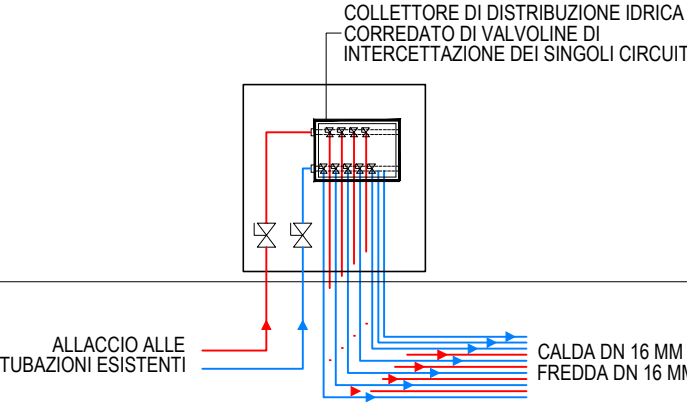 COLLETTORE DI DISTRIBUZIONE IDRICA
CORREDATO DI VALVOLINE DI
INTERCETTAZIONE DEI SINGOLI CIRCUIT
ALLACCIO ALLE
TUBAZIONI ESISTENTI
CALDA DN 16 MM
FREDDA DN 16 MM